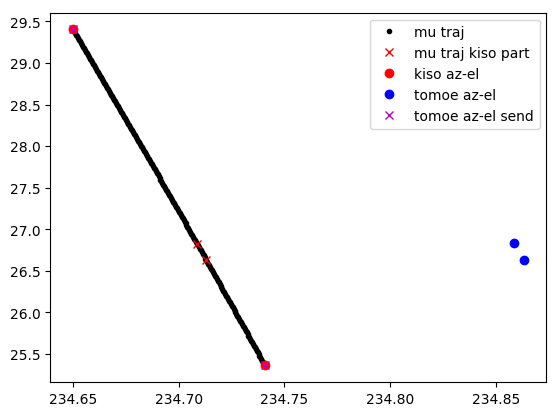 29.5
29.0
28.5
28.0
27.5
27.0
26.5
26.0
25.5
234.65 234.70 234.75 234.80 234.85
mu traj
mu traj kiso part
kiso az-el
tomoe az-el
tomoe az-el send